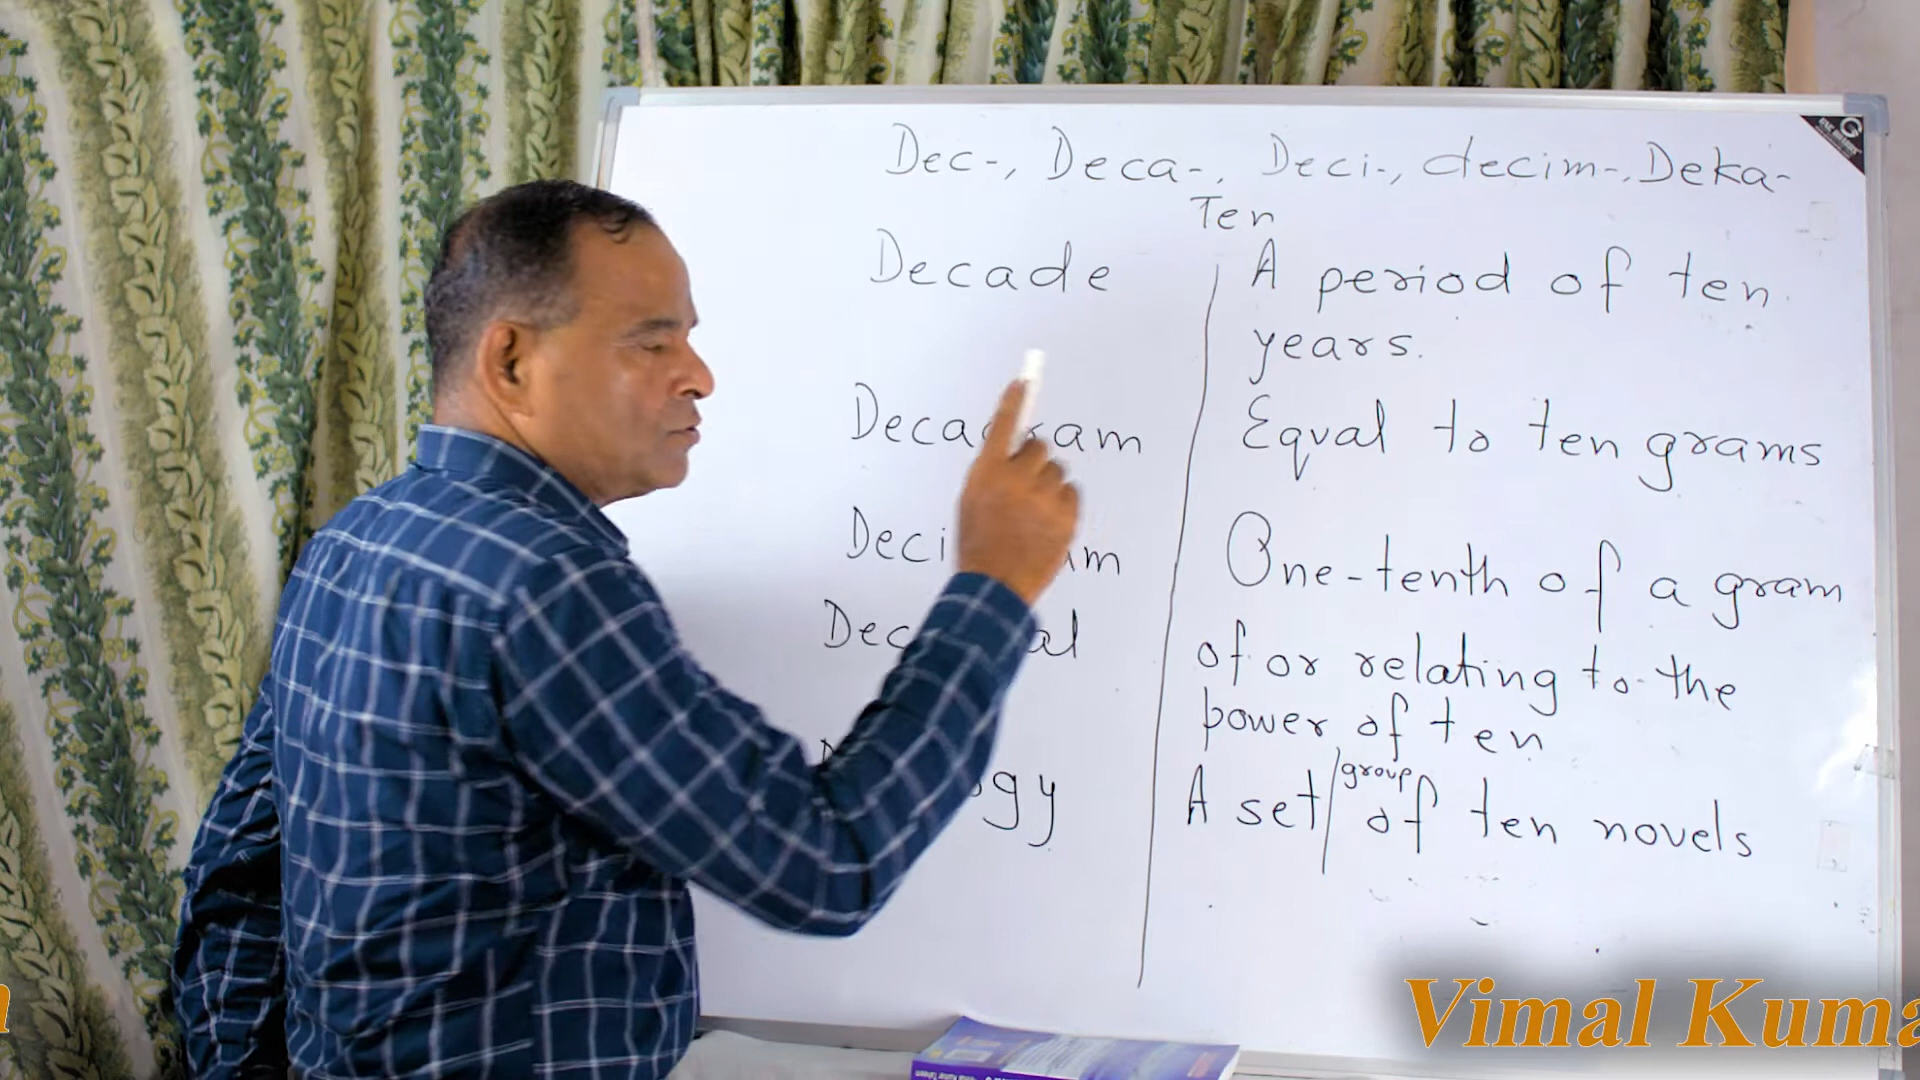 Dec-, Deca-, Deci-, decim-, Deka-
Ten
Decade
A period of ten
years.
Equal to ten grams
One-tenth of a gram
of or relating to the
power of ten
group
A set/ of ten novels
Vimal Kuma